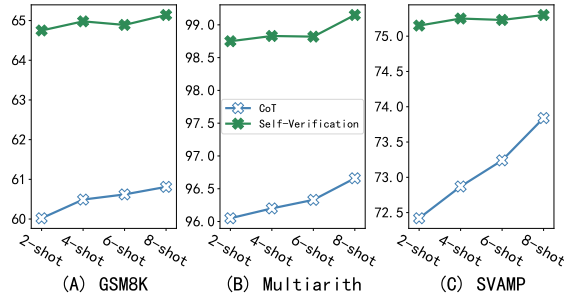 65
64
63
62
61
60
2-shot
4-shot
6-shot
8-shot
(A) GSM8K
99.0
98.5
98.0
97.5
97.0
96.5
96.0
CoT
Self-Verification
2-shot
4-shot
6-shot
8-shot
(B) Multiarith
75.0
74.5
74.0
73.5
73.0
72.5
2-shot
4-shot
6-shot
8-shot
(C) SVAMP